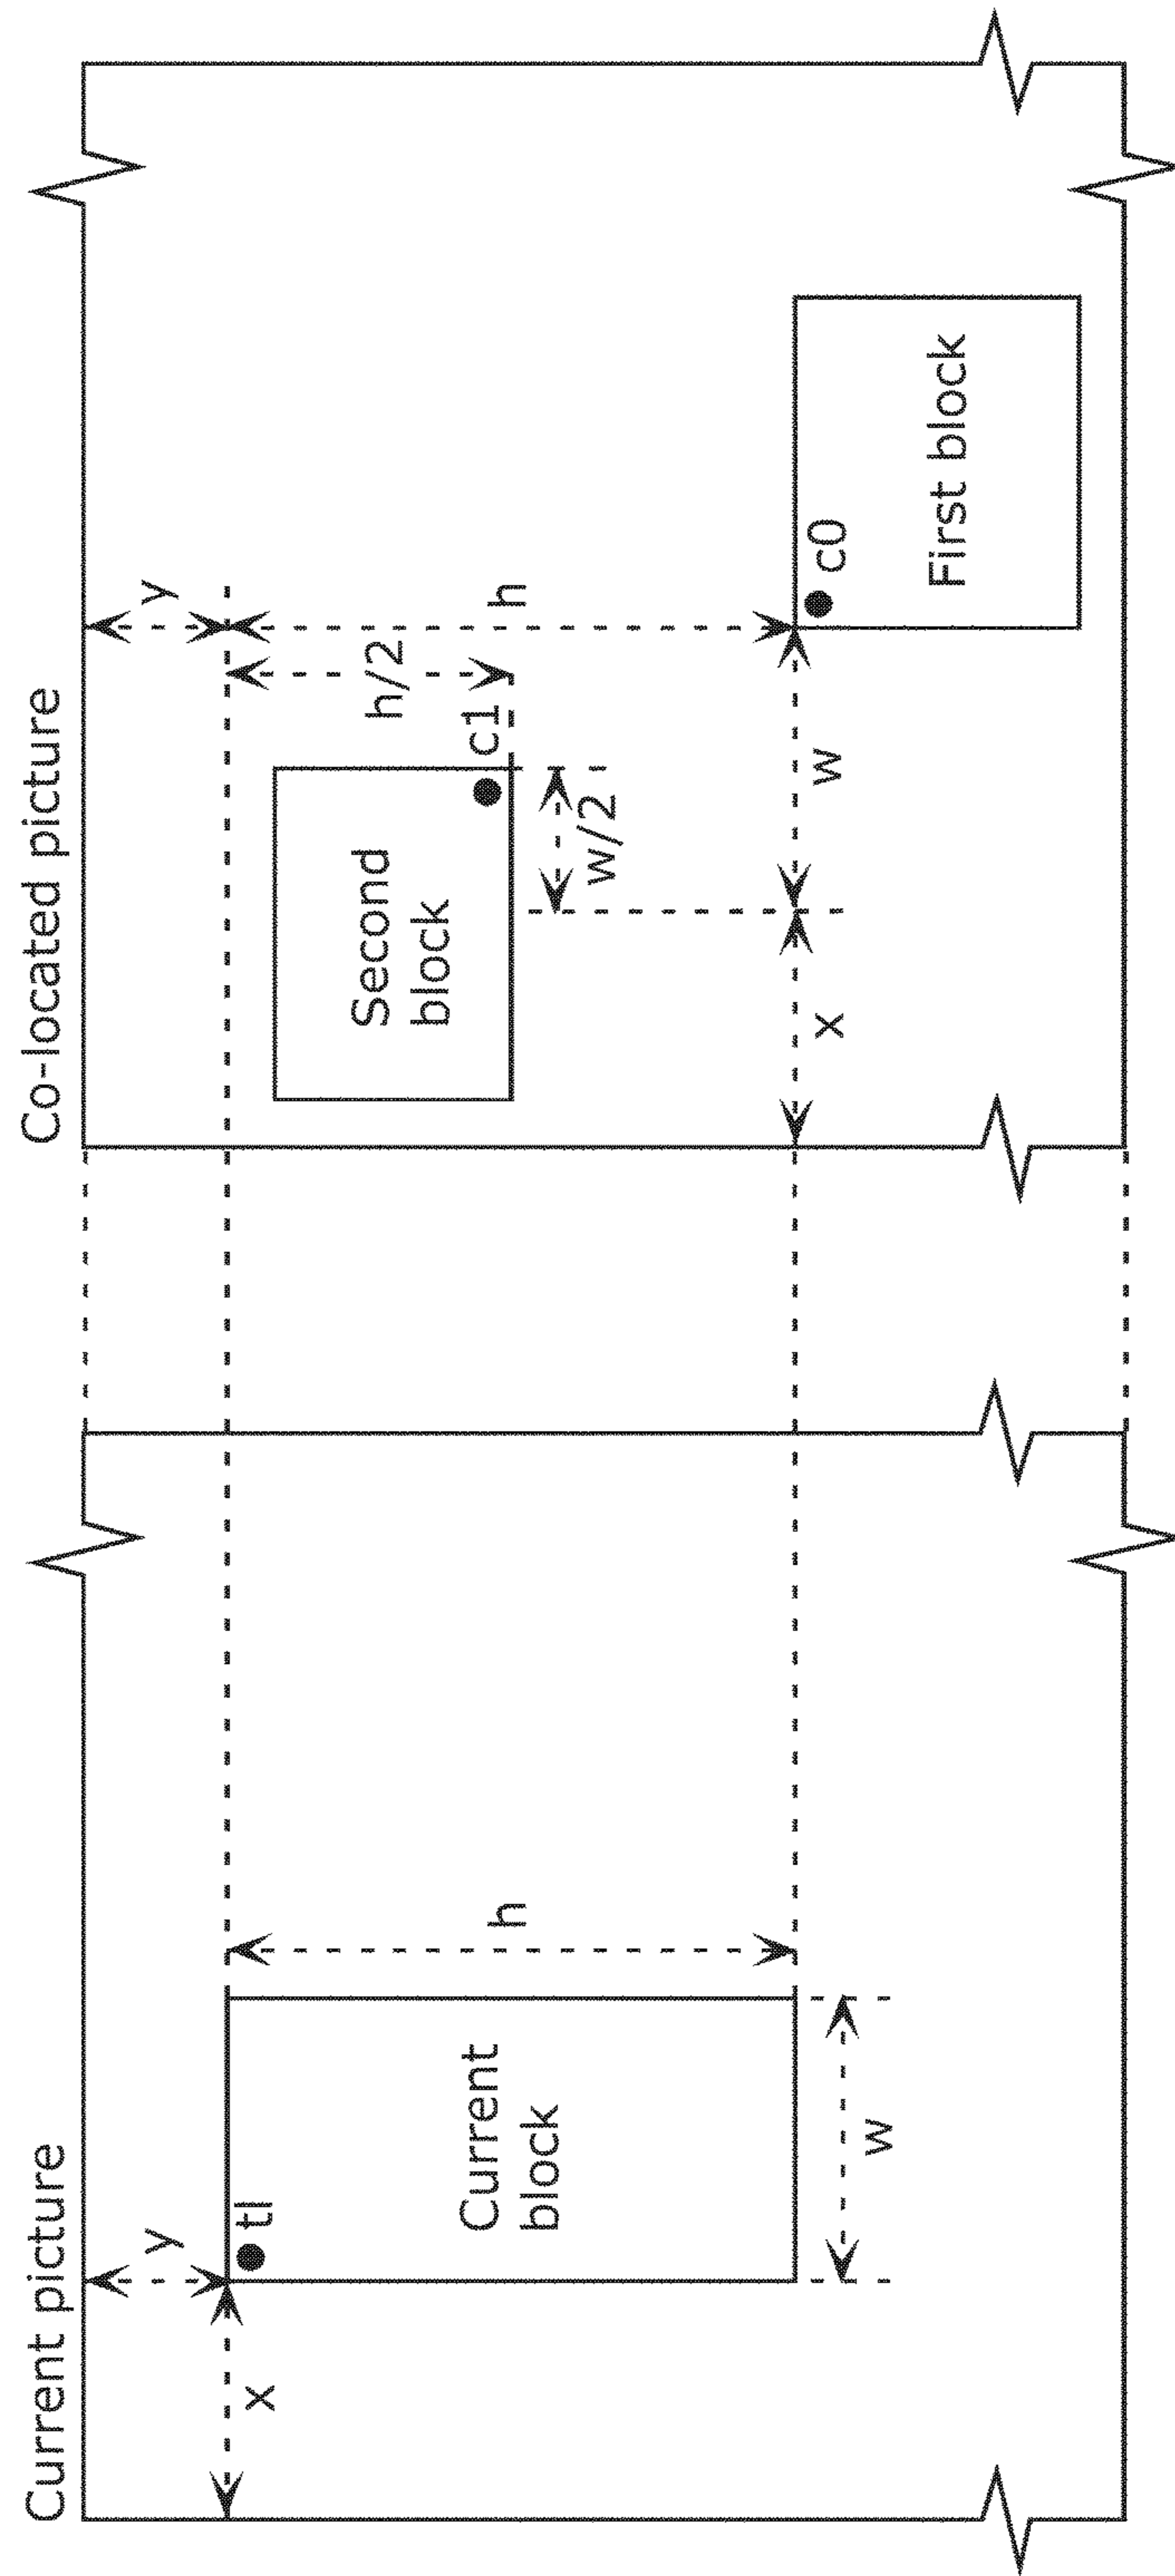 Current picture
y
x
tl
Current
block
h
w
Co-located picture
y
h/2
h
Second
block
c1
w/2
x
w
c0
First block